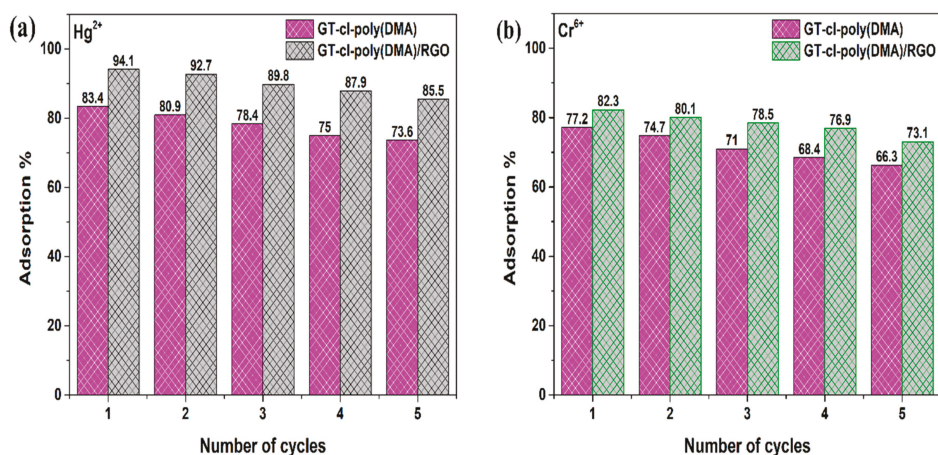 (a)
Hg2+
GT-cl-poly(DMA)
GT-cl-poly(DMA)/RGO
100
80
60
40
20
0
Adsorption %
83.4
94.1
80.9
92.7
78.4
89.8
75
87.9
73.6
85.5
1 2 3 4 5
Number of cycles
(b)
Cr6+
GT-cl-poly(DMA)
GT-cl-poly(DMA)/RGO
100
80
60
40
20
0
Adsorption %
77.2
82.3
74.7
80.1
71
78.5
68.4
76.9
66.3
73.1
1 2 3 4 5
Number of cycles